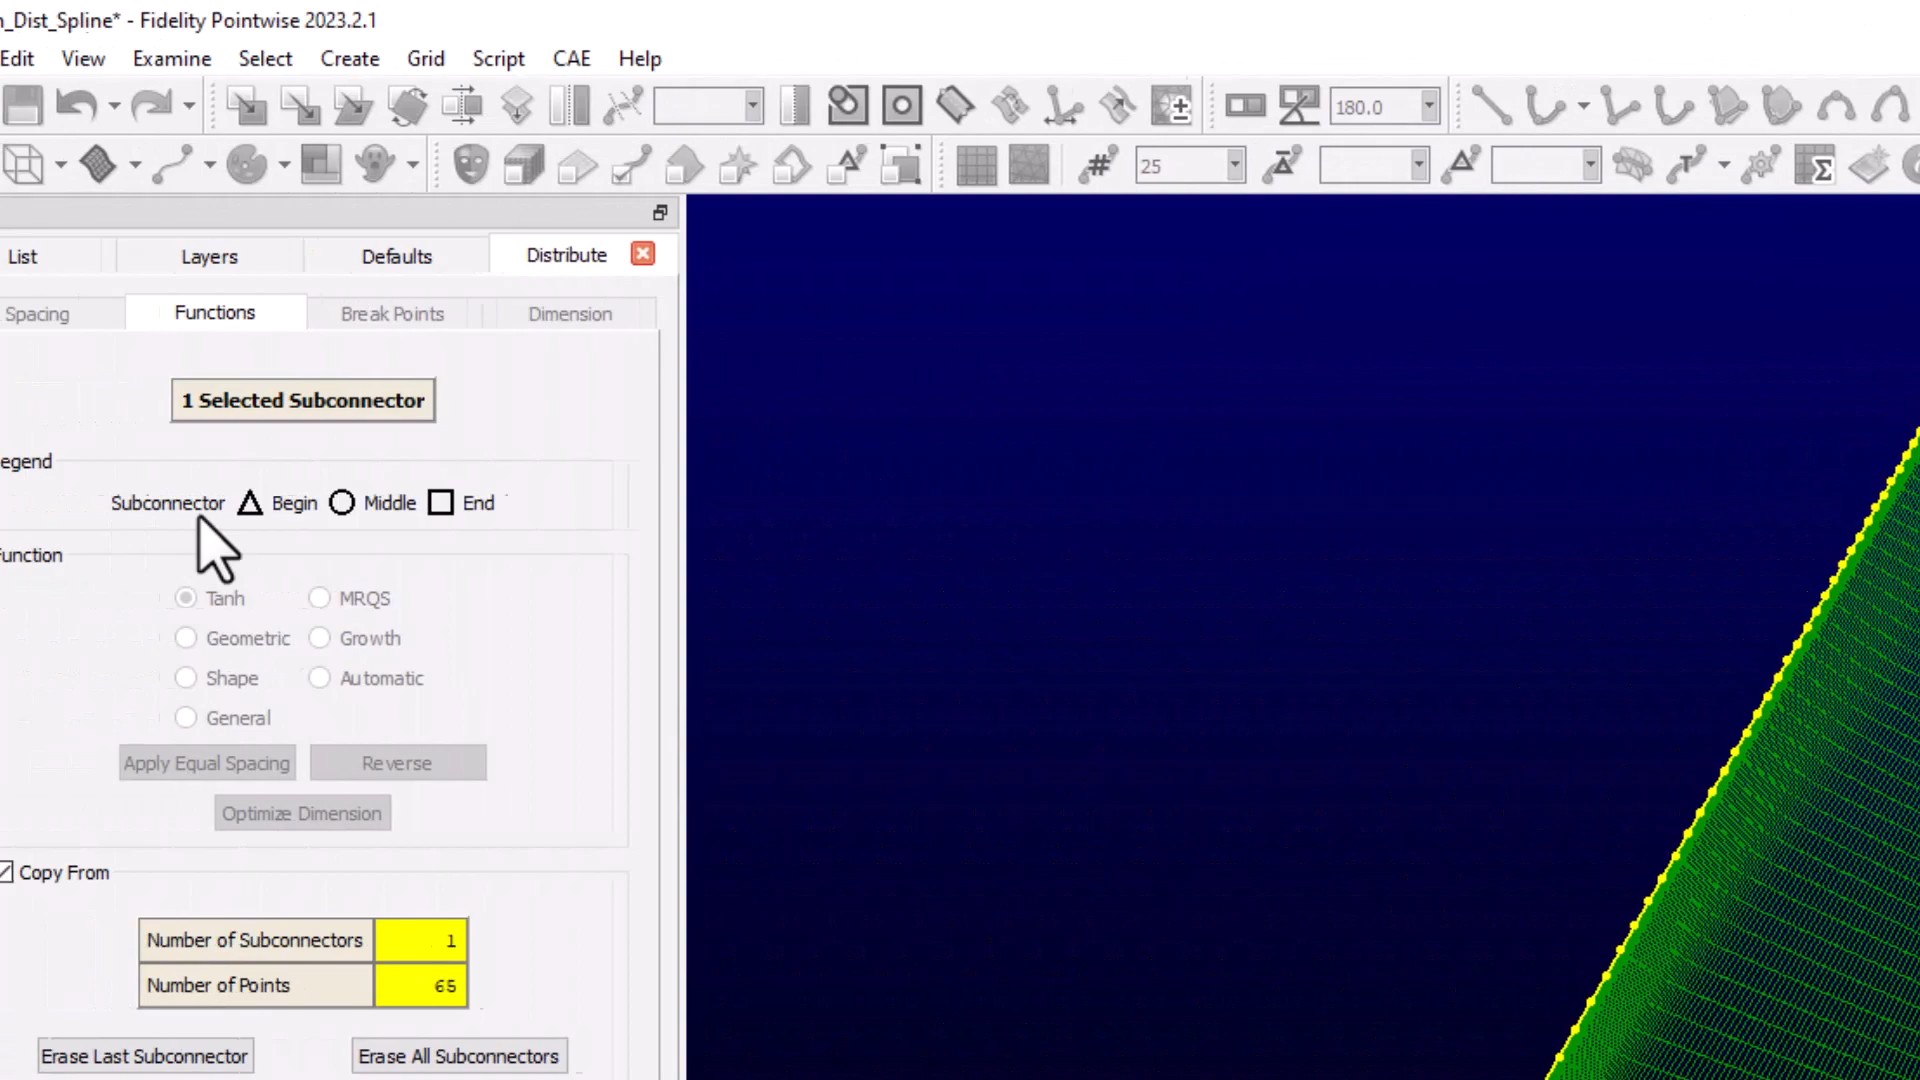 n_Dist_Spline* - Fidelity Pointwise 2023.2.1
Edit View Examine Select Create Grid Script CAE Help
180.0
25
List Layers Defaults Distribute
Spacing Functions Break Points Dimension
1 Selected Subconnector
egend
Subconnector Begin Middle End
Function
Tanh MRQS
Geometric Growth
Shape Automatic
General
Apply Equal Spacing Reverse
Optimize Dimension
Copy From
Number of Subconnectors 1
Number of Points 65
Erase Last Subconnector Erase All Subconnectors